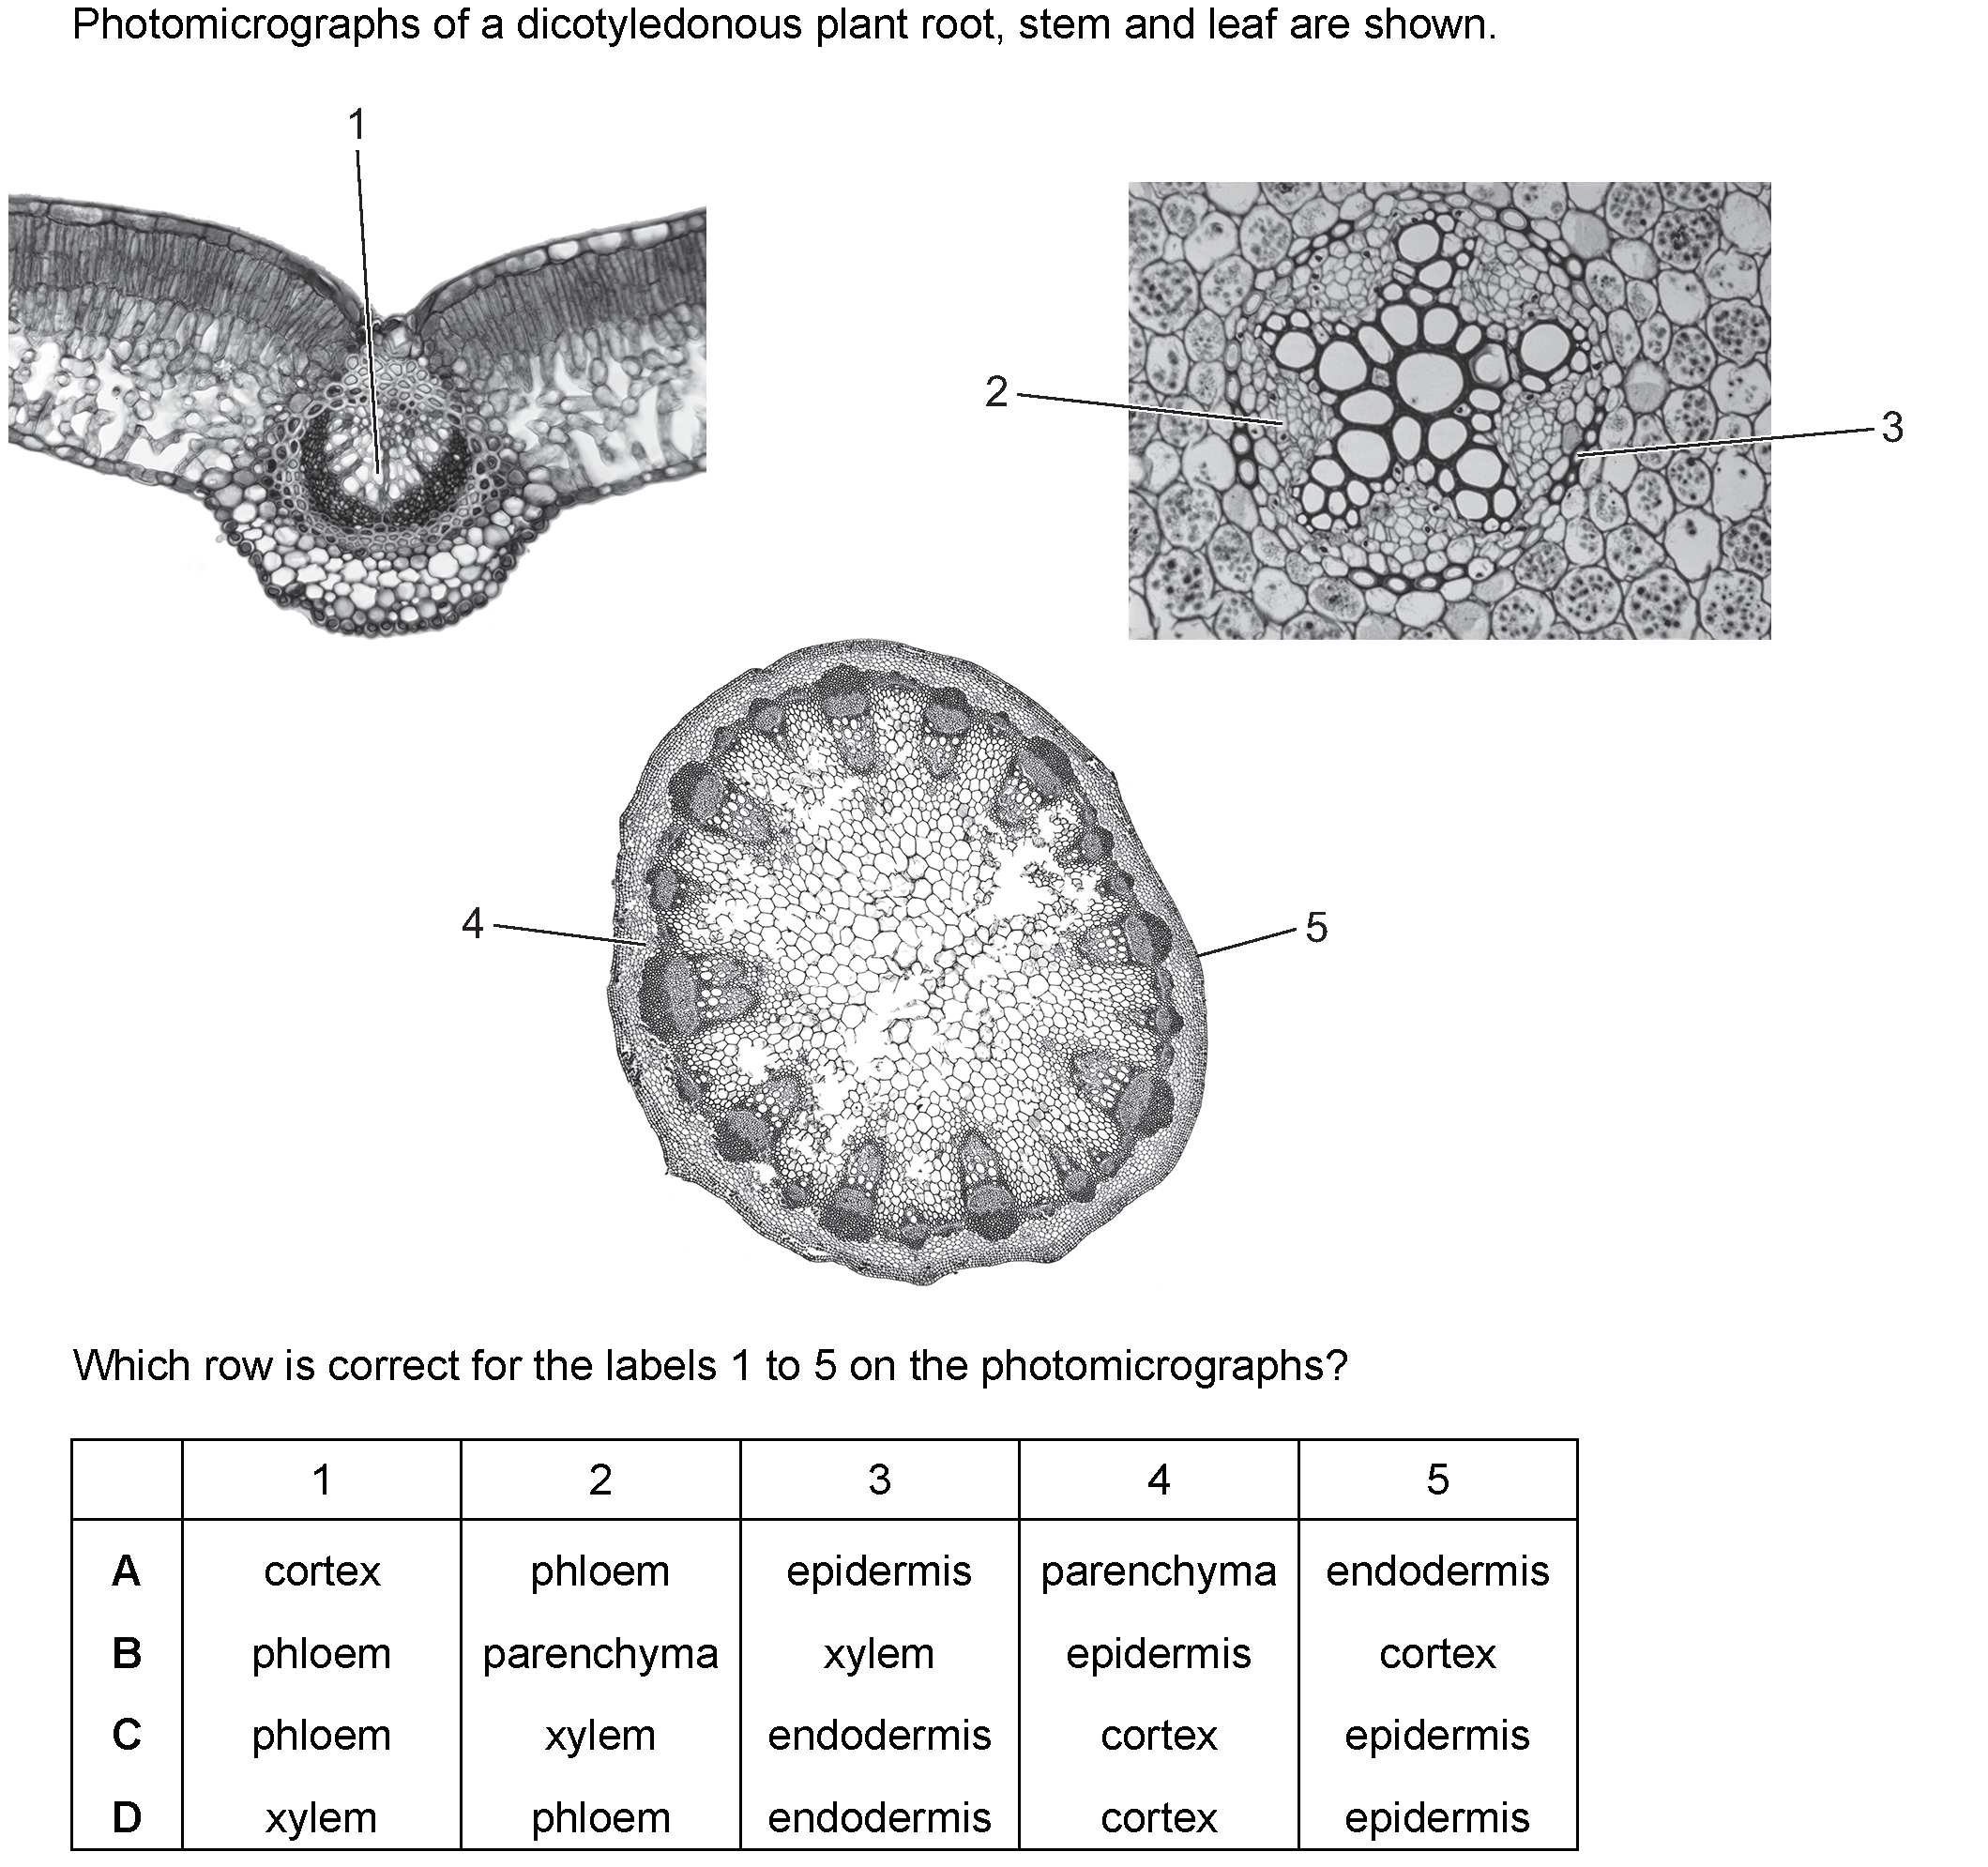 Photomicrographs of a dicotyledonous plant root, stem and leaf are shown.
1
2
3
4
5
Which row is correct for the labels 1 to 5 on the photomicrographs?
1 2 3 4 5
A cortex phloem epidermis parenchyma endodermis
B phloem parenchyma xylem epidermis cortex
C phloem xylem endodermis cortex epidermis
D xylem phloem endodermis cortex epidermis